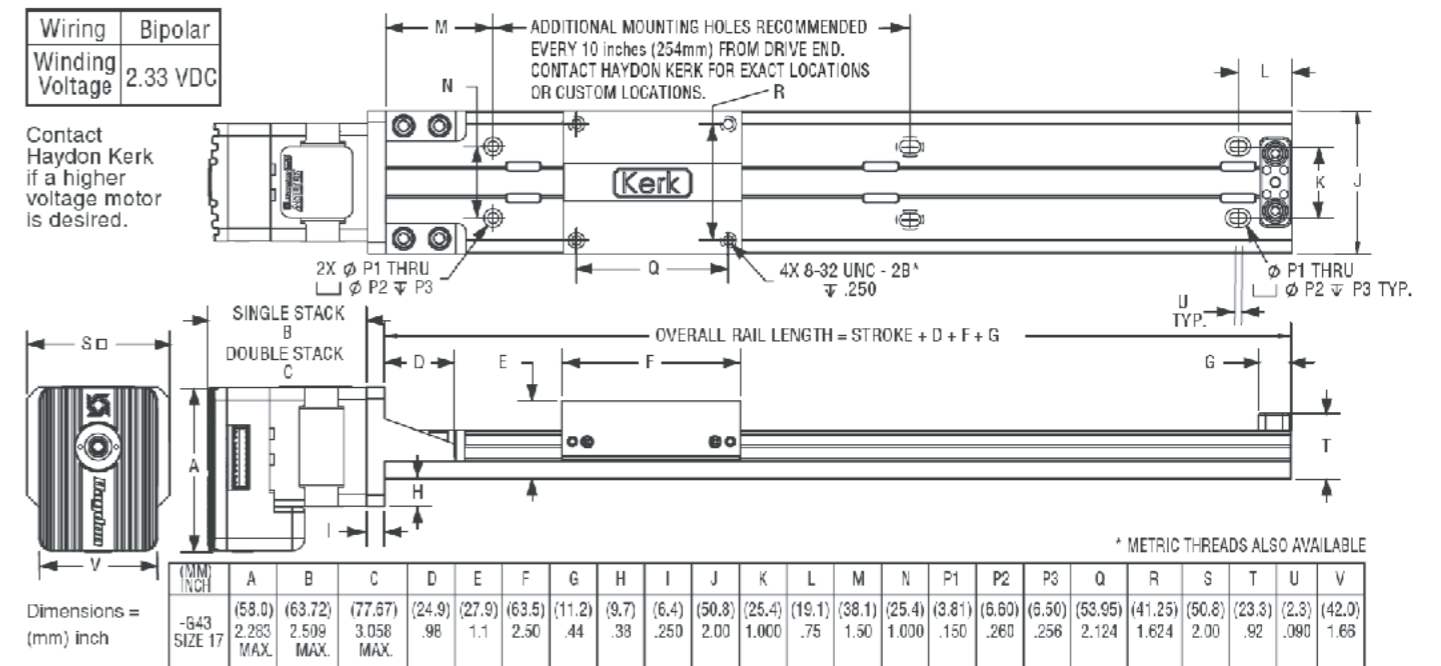 Wiring Bipolar
Winding Voltage 2.33 VDC
Contact
Haydon Kerk
if a higher
voltage motor
is desired.
M
ADDITIONAL MOUNTING HOLES RECOMMENDED
EVERY 10 inches (254mm) FROM DRIVE END.
CONTACT HAYDON KERK FOR EXACT LOCATIONS
OR CUSTOM LOCATIONS.
N
R
L
Kerk
K
J
Q
2X Ø P1 THRU
⌴ Ø P2 ↧ P3
4X 8-32 UNC - 2B*
↧ .250
Ø P1 THRU
⌴ Ø P2 ↧ P3 TYP.
U
TYP.
SINGLE STACK
B
DOUBLE STACK
C
OVERALL RAIL LENGTH = STROKE + D + F + G
S□
D
E
F
G
A
H
T
I
Haydon
V
* METRIC THREADS ALSO AVAILABLE
Dimensions =
(mm) inch
(MM) INCH A B C D E F G H I J K L M N P1 P2 P3 Q R S T U V
-G43 SIZE 17 (58.0) (63.72) (77.67) (24.9) (27.9) (63.5) (11.2) (9.7) (6.4) (50.8) (25.4) (19.1) (38.1) (25.4) (3.81) (6.60) (6.50) (53.95) (41.25) (50.8) (23.3) (2.3) (42.0)
2.283 2.509 3.058 .98 1.1 2.50 .44 .38 .250 2.00 1.000 .75 1.50 1.000 .150 .260 .256 2.124 1.624 2.00 .92 .090 1.66
MAX. MAX. MAX.